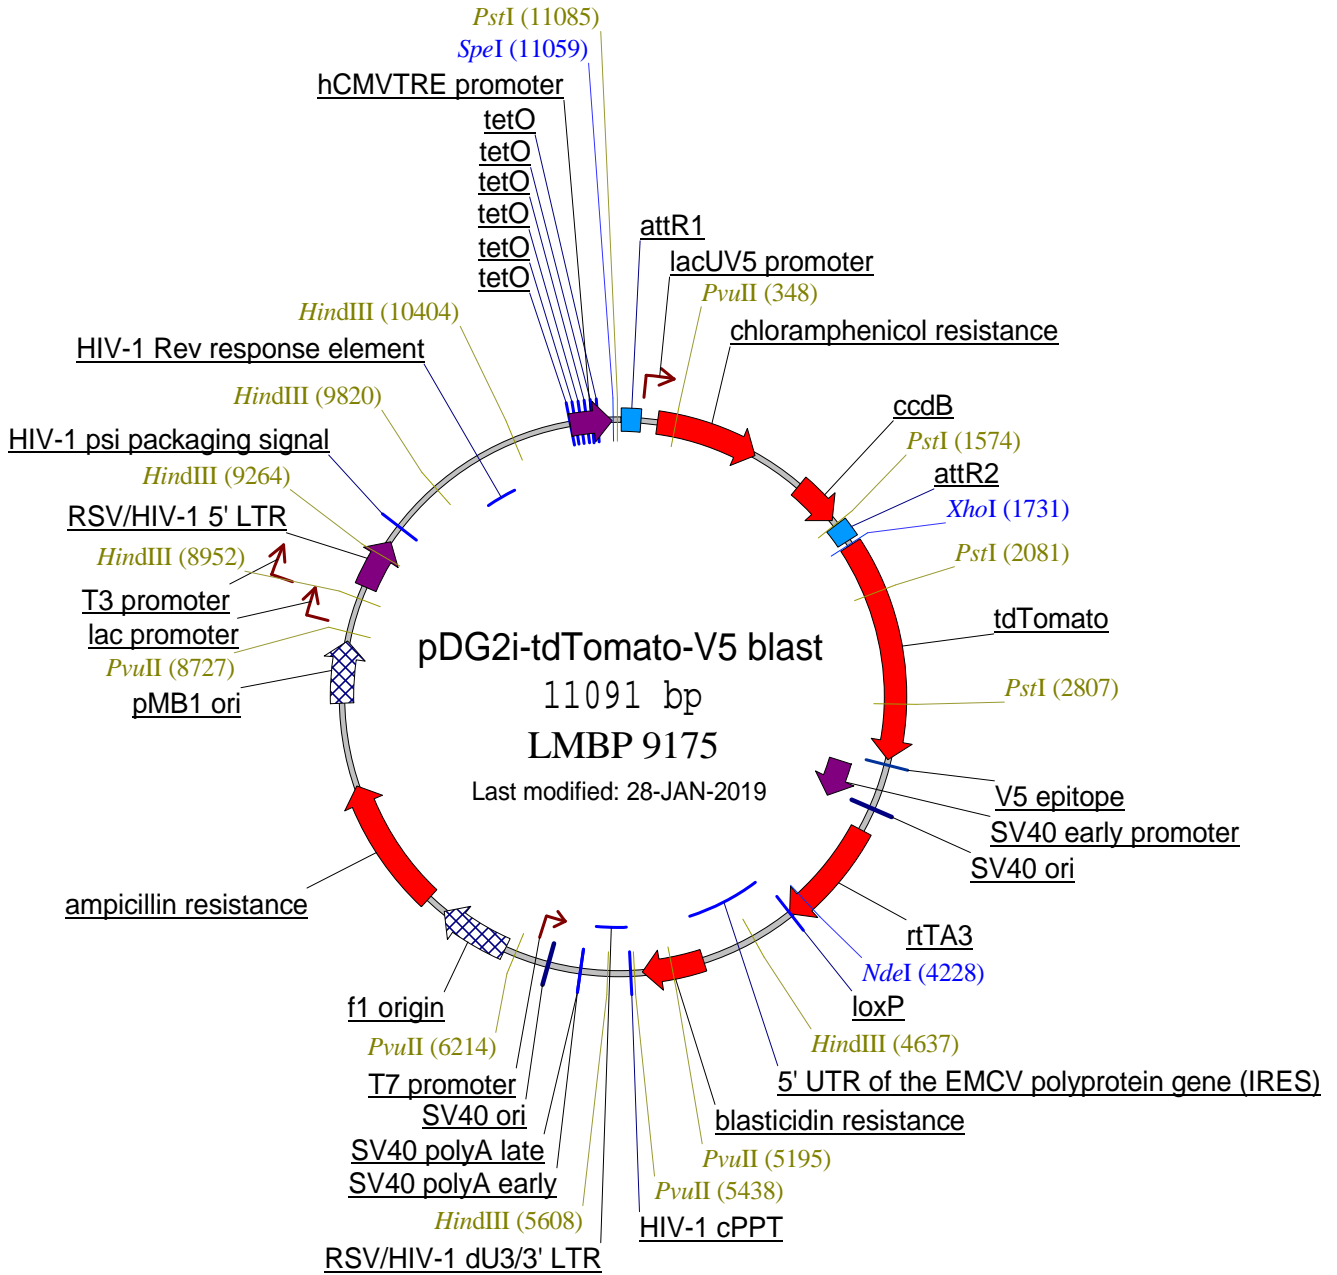 PstI (11085)
SpeI (11059)
hCMVTRE promoter
tetO
tetO
tetO
tetO
tetO
tetO
attR1
lacUV5 promoter
PvuII (348)
chloramphenicol resistance
ccdB
PstI (1574)
attR2
XhoI (1731)
PstI (2081)
tdTomato
PstI (2807)
V5 epitope
SV40 early promoter
SV40 ori
rtTA3
NdeI (4228)
loxP
HindIII (4637)
5' UTR of the EMCV polyprotein gene (IRES)
blasticidin resistance
PvuII (5195)
PvuII (5438)
HIV-1 cPPT
RSV/HIV-1 dU3/3' LTR
HindIII (5608)
SV40 polyA early
SV40 polyA late
SV40 ori
T7 promoter
PvuII (6214)
f1 origin
ampicillin resistance
pMB1 ori
PvuII (8727)
lac promoter
T3 promoter
HindIII (8952)
RSV/HIV-1 5' LTR
HindIII (9264)
HIV-1 psi packaging signal
HindIII (9820)
HIV-1 Rev response element
HindIII (10404)
pDG2i-tdTomato-V5 blast
11091 bp
LMBP 9175
Last modified: 28-JAN-2019